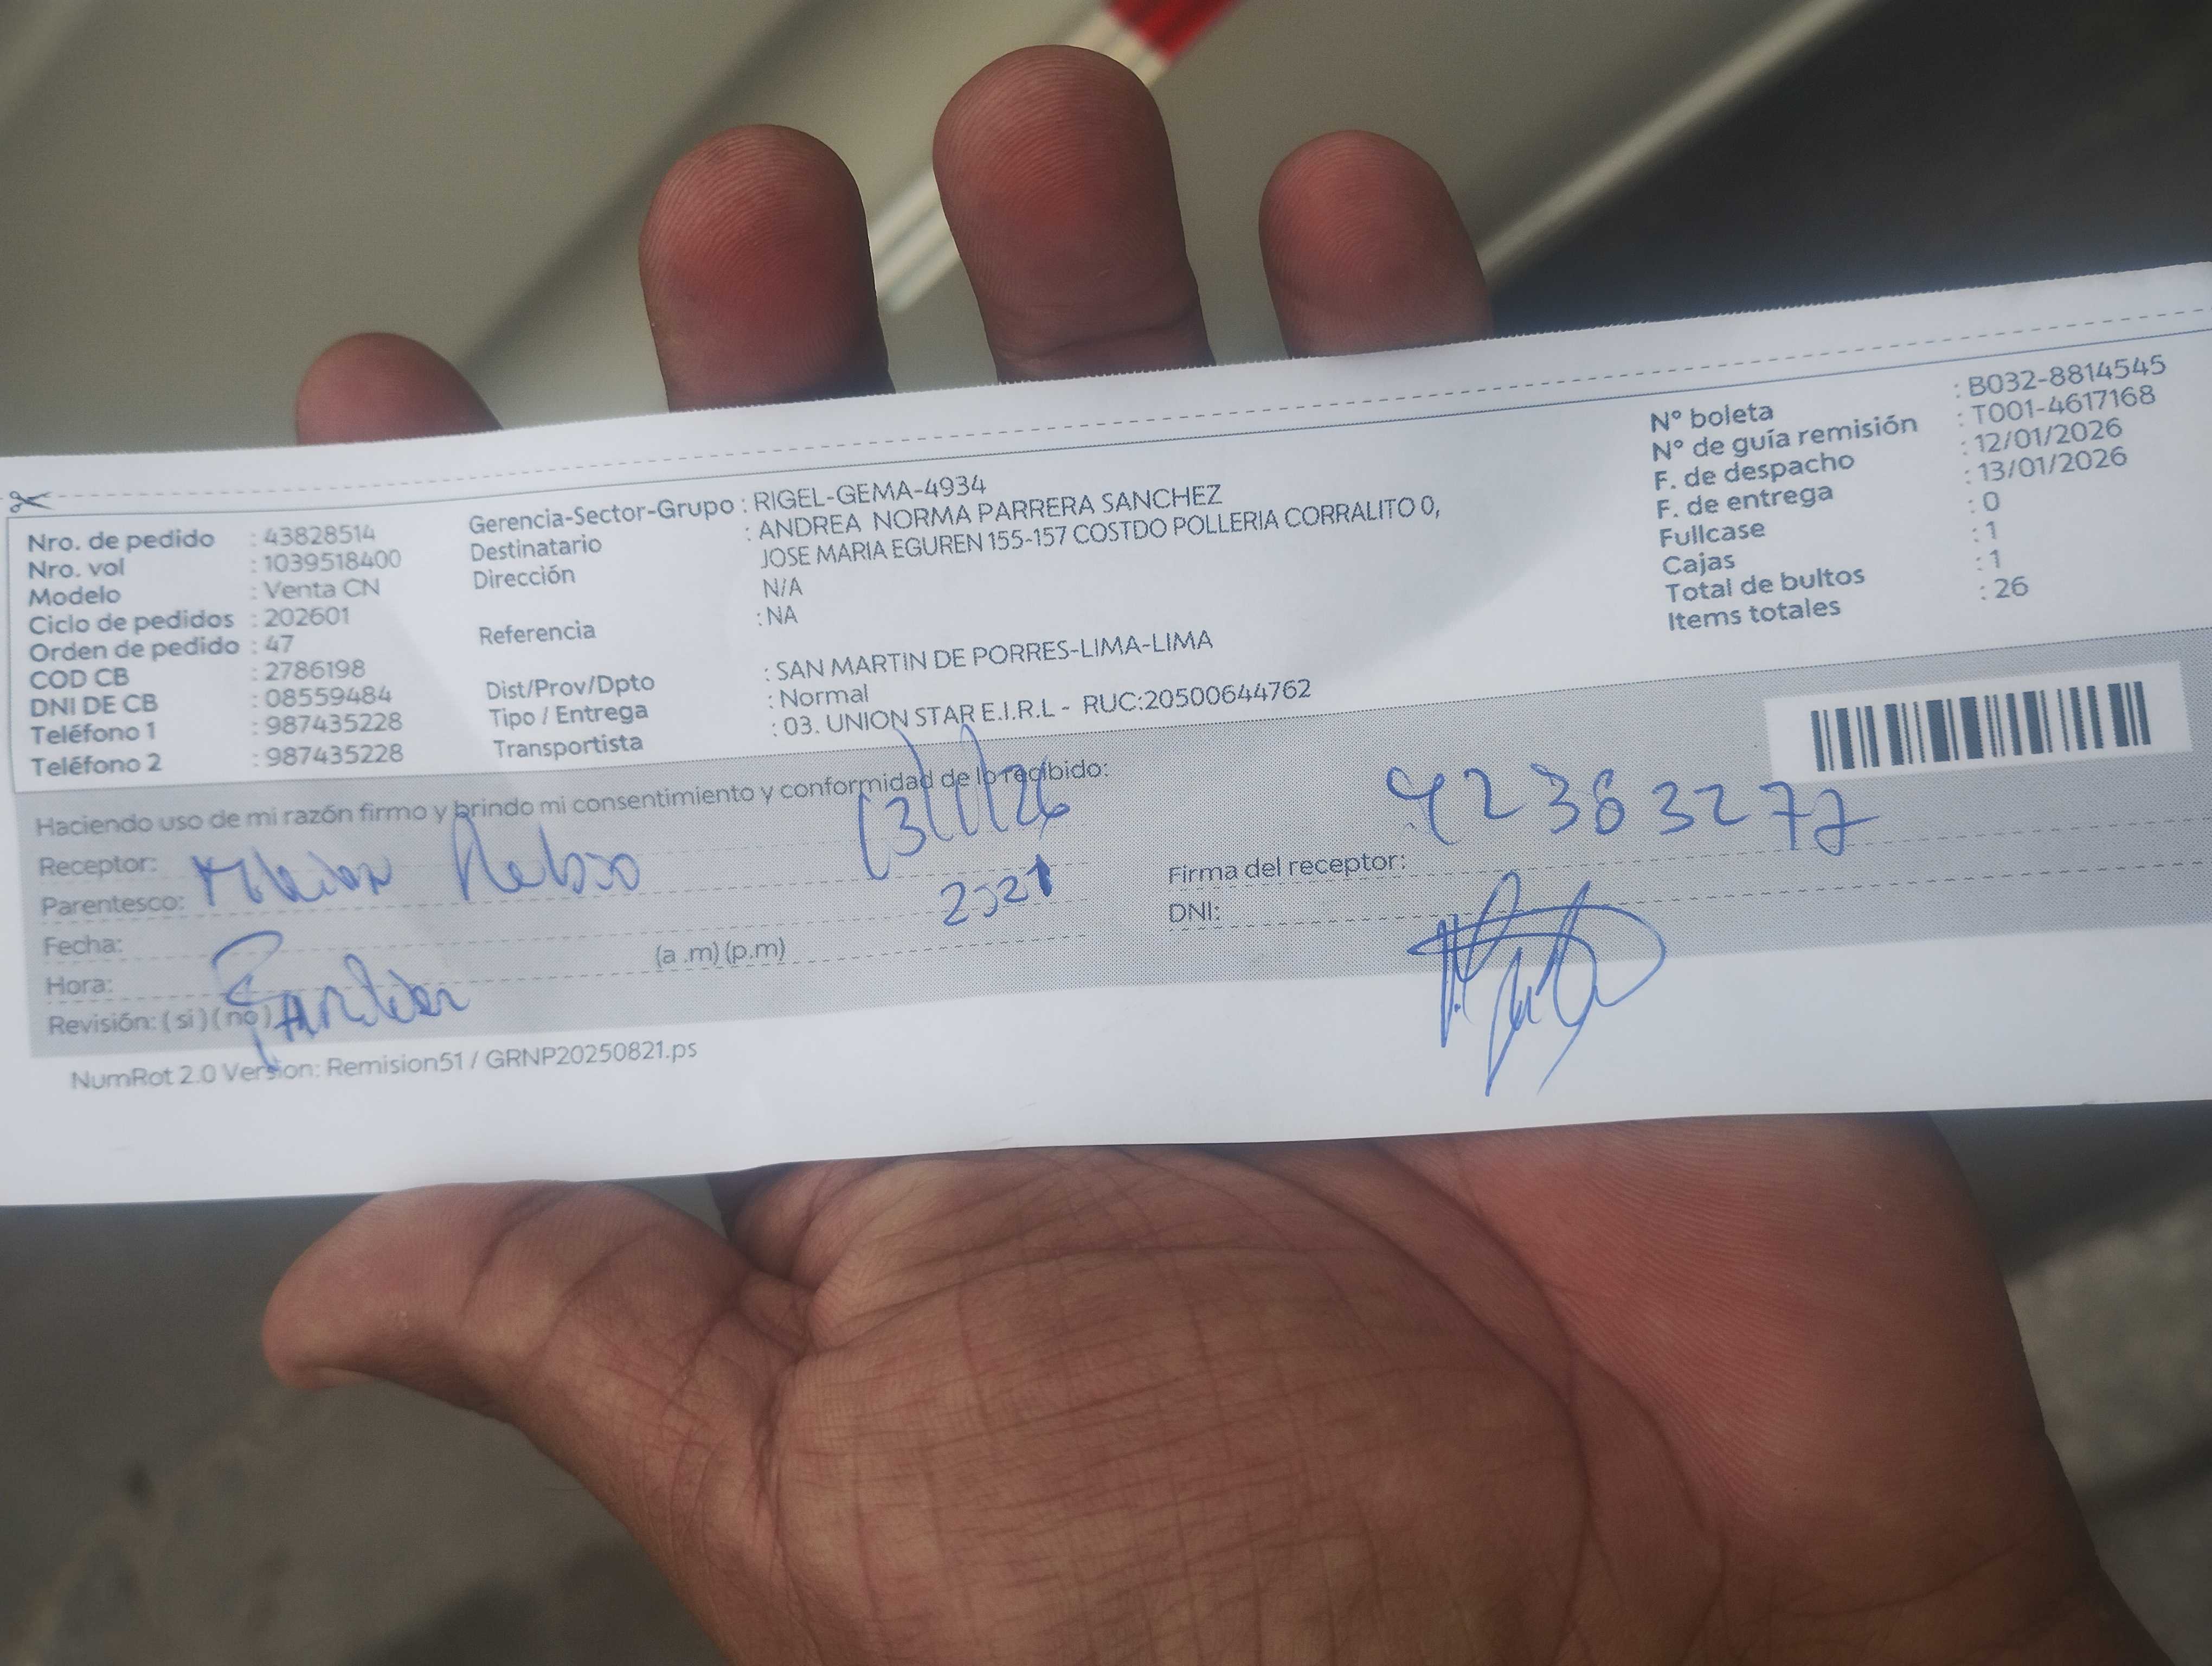 Nro. de pedido : 43828514
Nro. vol : 1039518400
Modelo : Venta CN
Ciclo de pedidos : 202601
Orden de pedido : 47
COD CB : 2786198
DNI DE CB : 08559484
Teléfono 1 : 987435228
Teléfono 2 : 987435228
Gerencia-Sector-Grupo : RIGEL-GEMA-4934
Destinatario : ANDREA NORMA PARRERA SANCHEZ
Dirección JOSE MARIA EGUREN 155-157 COSTDO POLLERIA CORRALITO 0,
N/A
Referencia : NA
Dist/Prov/Dpto : SAN MARTIN DE PORRES-LIMA-LIMA
Tipo / Entrega : Normal
Transportista : 03. UNION STAR E.I.R.L - RUC:20500644762
N° boleta : B032-8814545
N° de guía remisión : T001-4617168
F. de despacho : 12/01/2026
F. de entrega : 13/01/2026
Fullcase : 0
Cajas : 1
Total de bultos : 1
Items totales : 26
Haciendo uso de mi razón firmo y brindo mi consentimiento y conformidad de lo recibido:
13/1/26
Receptor:
Parentesco:
Fecha:
Hora: (a .m) (p.m)
Revisión: ( si ) ( no )
42363277
Firma del receptor:
DNI:
NumRot 2.0 Version: Remision51 / GRNP20250821.ps